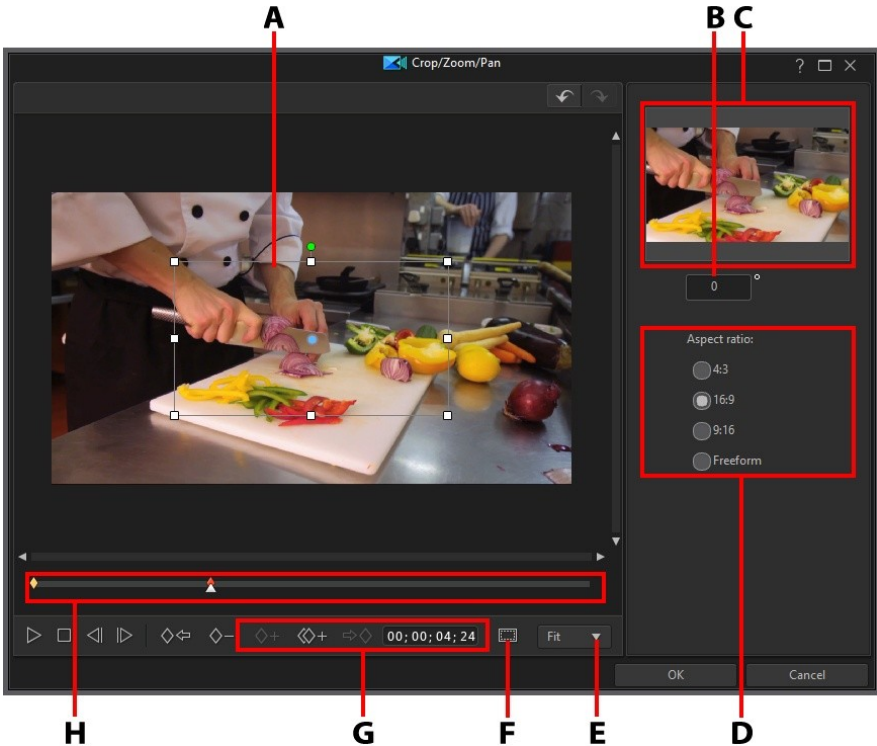 A
B C
Crop/Zoom/Pan
?
0 °
Aspect ratio:
4:3
16:9
9:16
Freeform
00; 00; 04; 24
Fit
OK
Cancel
H
G
F
E
D